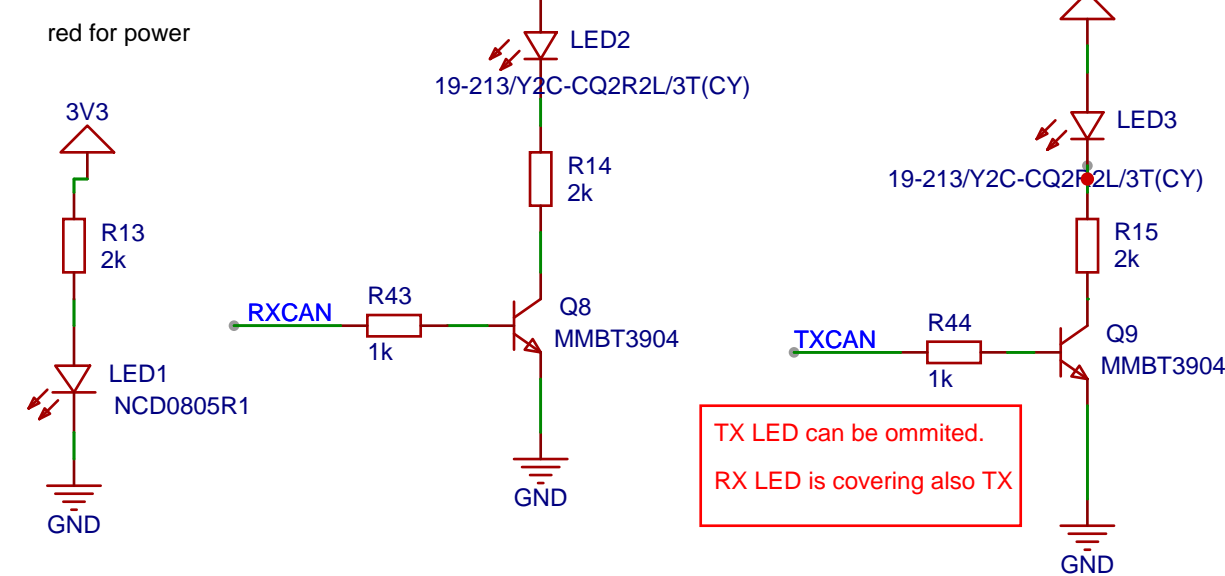 red for power
3V3
R13
2k
LED1
NCD0805R1
GND
LED2
19-213/Y2C-CQ2R2L/3T(CY)
R14
2k
RXCAN
R43
1k
Q8
MMBT3904
GND
LED3
19-213/Y2C-CQ2R2L/3T(CY)
R15
2k
TXCAN
R44
1k
Q9
MMBT3904
TX LED can be ommited.
RX LED is covering also TX
GND